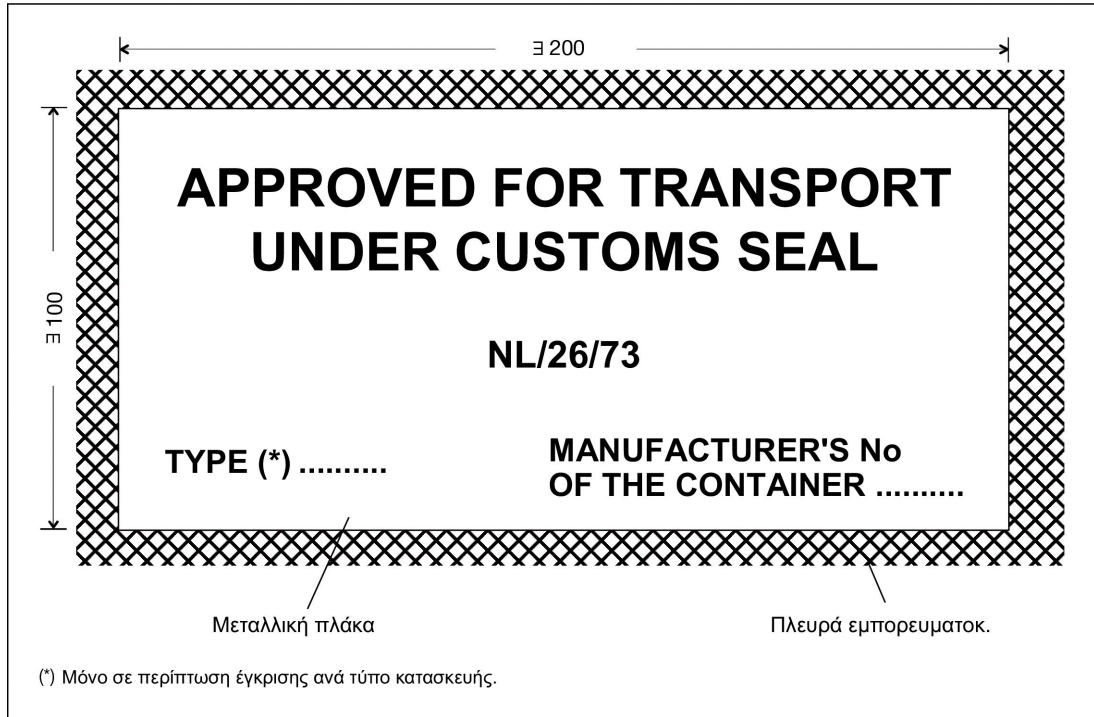 ∃ 200
∃ 100
APPROVED FOR TRANSPORT
UNDER CUSTOMS SEAL
NL/26/73
TYPE (*) ..........
MANUFACTURER'S No
OF THE CONTAINER ..........
Μεταλλική πλάκα
Πλευρά εμπορευματοκ.
(*) Μόνο σε περίπτωση έγκρισης ανά τύπο κατασκευής.